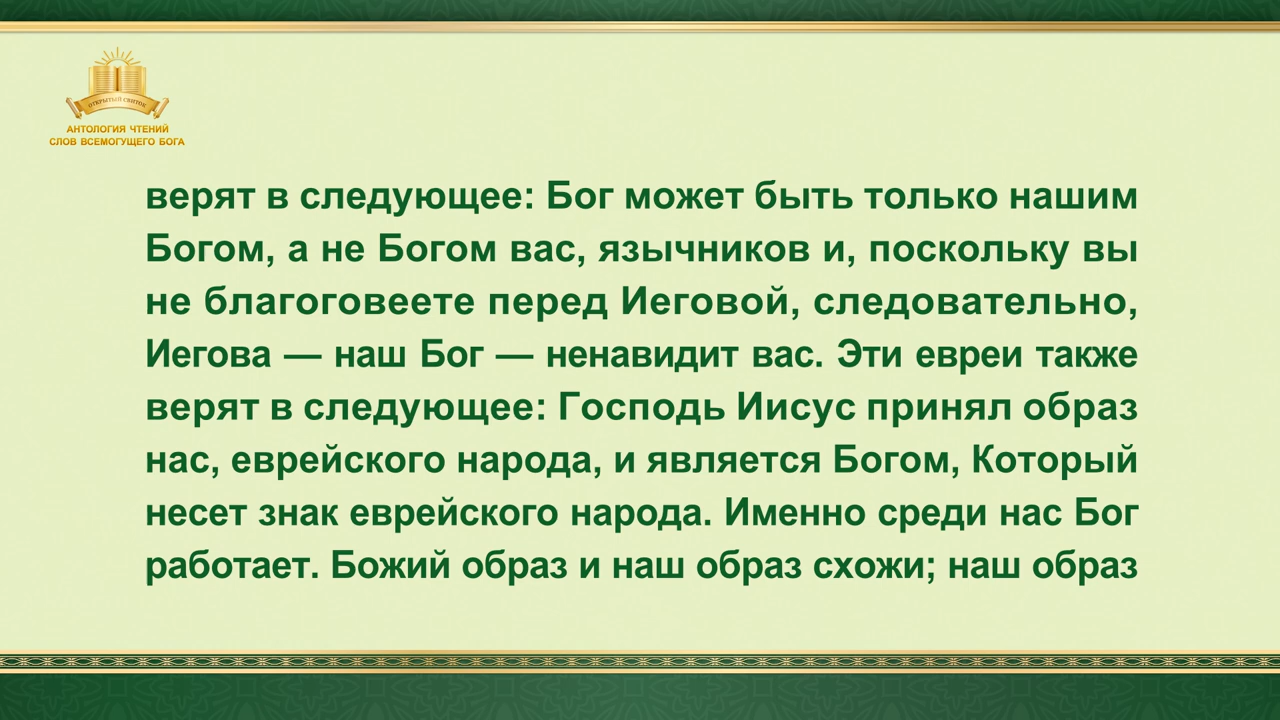 ОТКРЫТЫЙ СВИТОК
АНТОЛОГИЯ ЧТЕНИЙ
СЛОВ ВСЕМОГУЩЕГО БОГА
верят в следующее: Бог может быть только нашим
Богом, а не Богом вас, язычников и, поскольку вы
не благоговеете перед Иеговой, следовательно,
Иегова — наш Бог — ненавидит вас. Эти евреи также
верят в следующее: Господь Иисус принял образ
нас, еврейского народа, и является Богом, Который
несет знак еврейского народа. Именно среди нас Бог
работает. Божий образ и наш образ схожи; наш образ